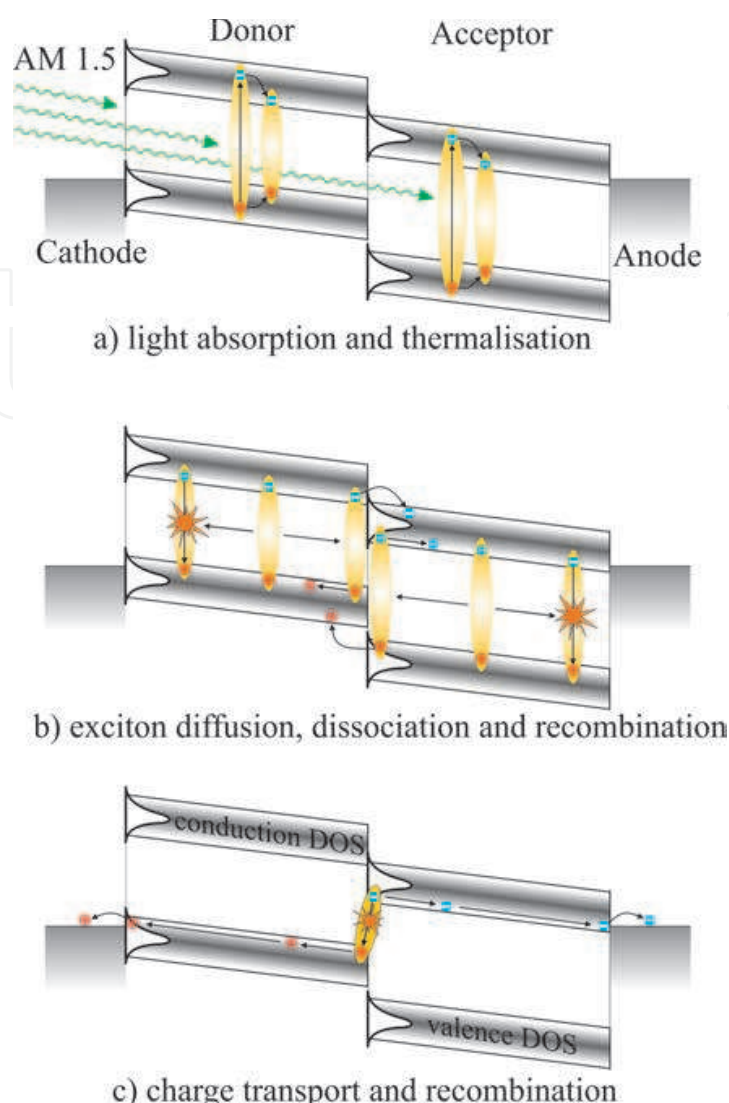 Donor
Acceptor
AM 1.5
Cathode
Anode
a) light absorption and thermalisation
b) exciton diffusion, dissociation and recombination
conduction DOS
valence DOS
c) charge transport and recombination